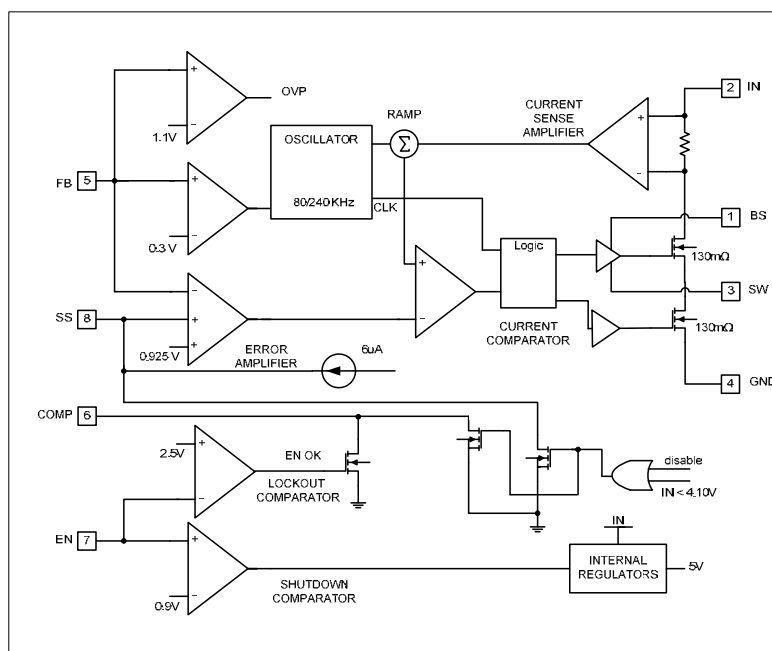 OVP
1.1V
RAMP
CURRENT
SENSE
AMPLIFIER
2
IN
OSCILLATOR
Σ
+
-
FB
5
80/240KHz
CLK
0.3 V
1
BS
Logic
130mΩ
SW
3
SS
8
0.925 V
ERROR
AMPLIFIER
6uA
CURRENT
COMPARATOR
130mΩ
4
GND
COMP
6
2.5V
EN OK
LOCKOUT
COMPARATOR
disable
IN < 4.10V
EN
7
IN
INTERNAL
REGULATORS
5V
0.9V
SHUTDOWN
COMPARATOR